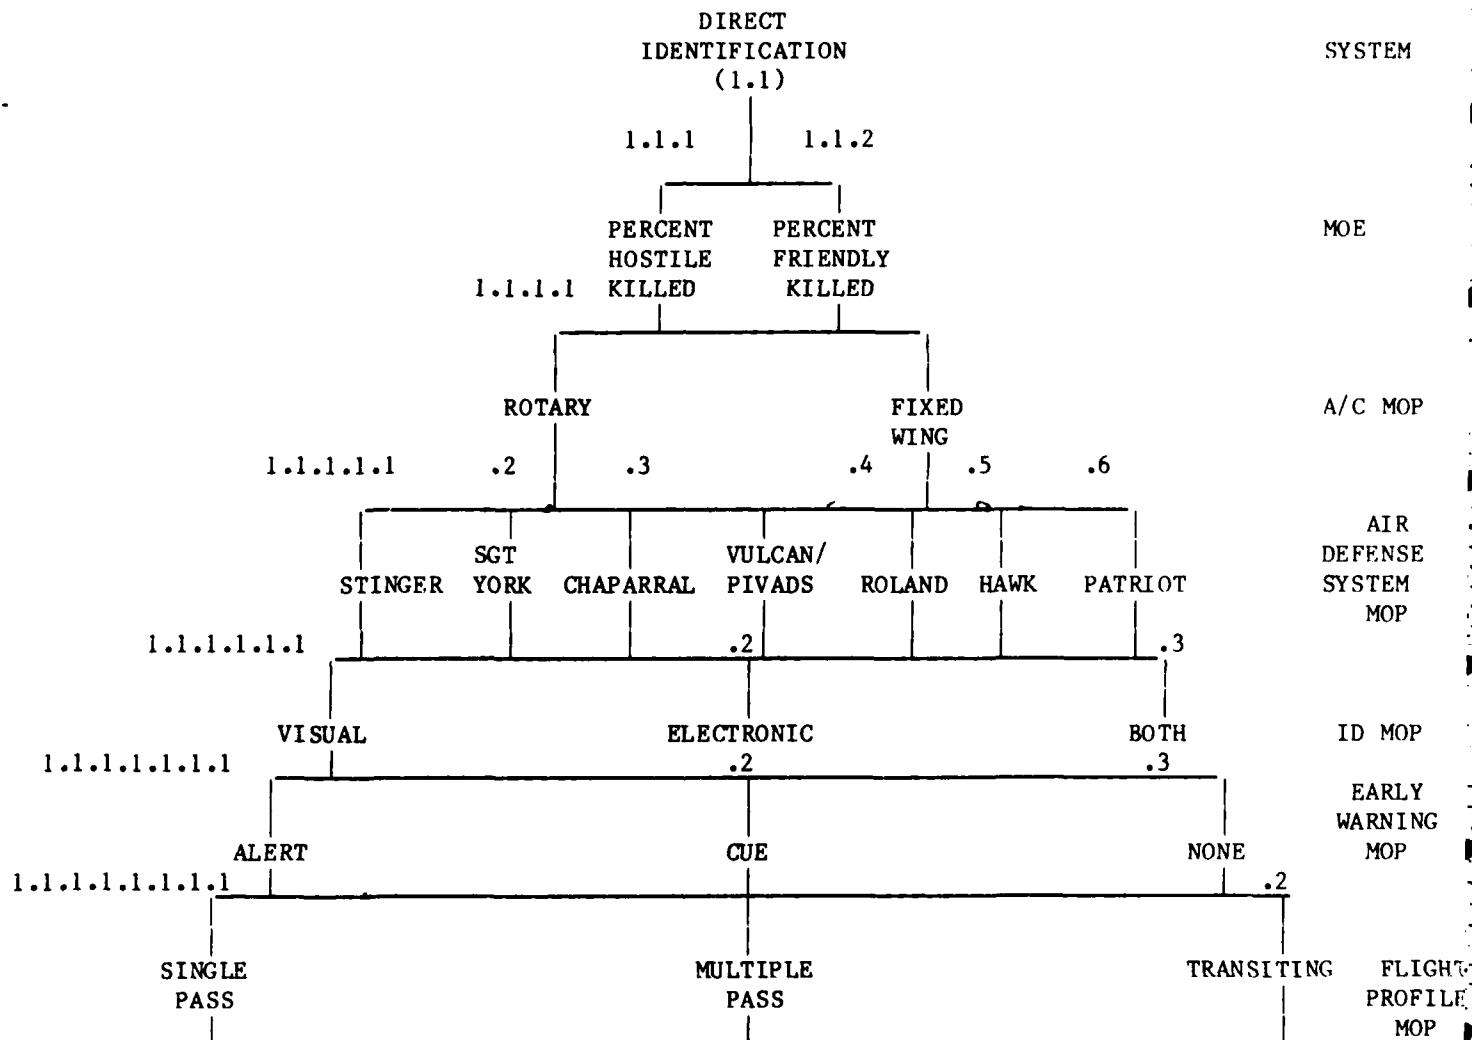 DIRECT
IDENTIFICATION SYSTEM
(1.1)
1.1.1 1.1.2
PERCENT PERCENT MOE
HOSTILE FRIENDLY
1.1.1.1 KILLED KILLED
ROTARY FIXED A/C MOP
WING
1.1.1.1.1 .2 .3 .4 .5 .6
AIR
SGT VULCAN/ DEFENSE
STINGER YORK CHAPARRAL PIVADS ROLAND HAWK PATRIOT SYSTEM
MOP
1.1.1.1.1.1 .2 .3
VISUAL ELECTRONIC BOTH ID MOP
1.1.1.1.1.1.1 .2 .3
EARLY
WARNING
ALERT CUE NONE MOP
1.1.1.1.1.1.1.1 .2
SINGLE MULTIPLE TRANSITING FLIGHT
PASS PASS PROFILE
MOP